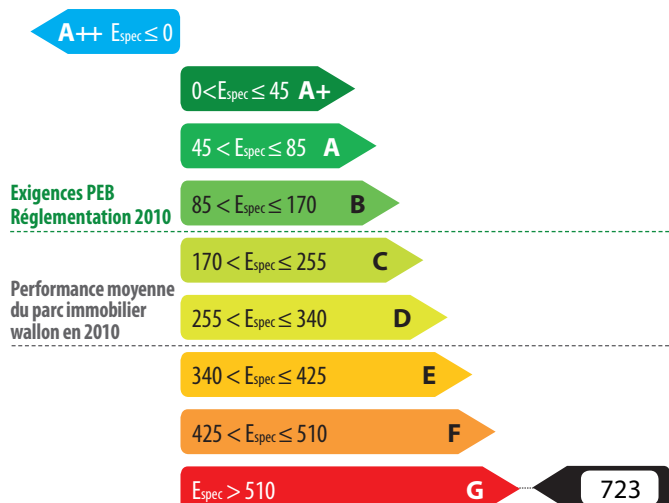 A++ Espec ≤ 0
0<Espec ≤ 45 A+
45 < Espec ≤ 85 A
Exigences PEB
Réglementation 2010
85 < Espec ≤ 170 B
170 < Espec ≤ 255 C
Performance moyenne
du parc immobilier
wallon en 2010
255 < Espec ≤ 340 D
340 < Espec ≤ 425 E
425 < Espec ≤ 510 F
Espec > 510 G
723